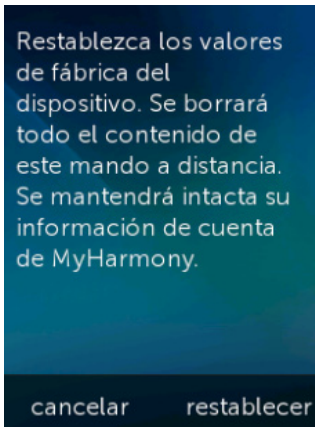 Restablezca los valores
de fábrica del
dispositivo. Se borrará
todo el contenido de
este mando a distancia.
Se mantendrá intacta su
información de cuenta
de MyHarmony.
cancelar restablecer